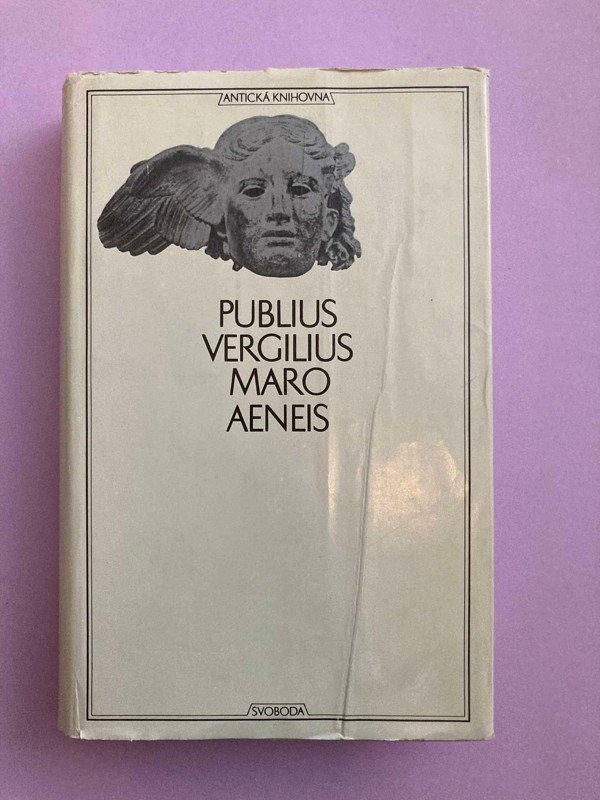 ANTICKÁ KNIHOVNA
PUBLIUS
VERGILIUS
MARO
AENEIS
SVOBODA